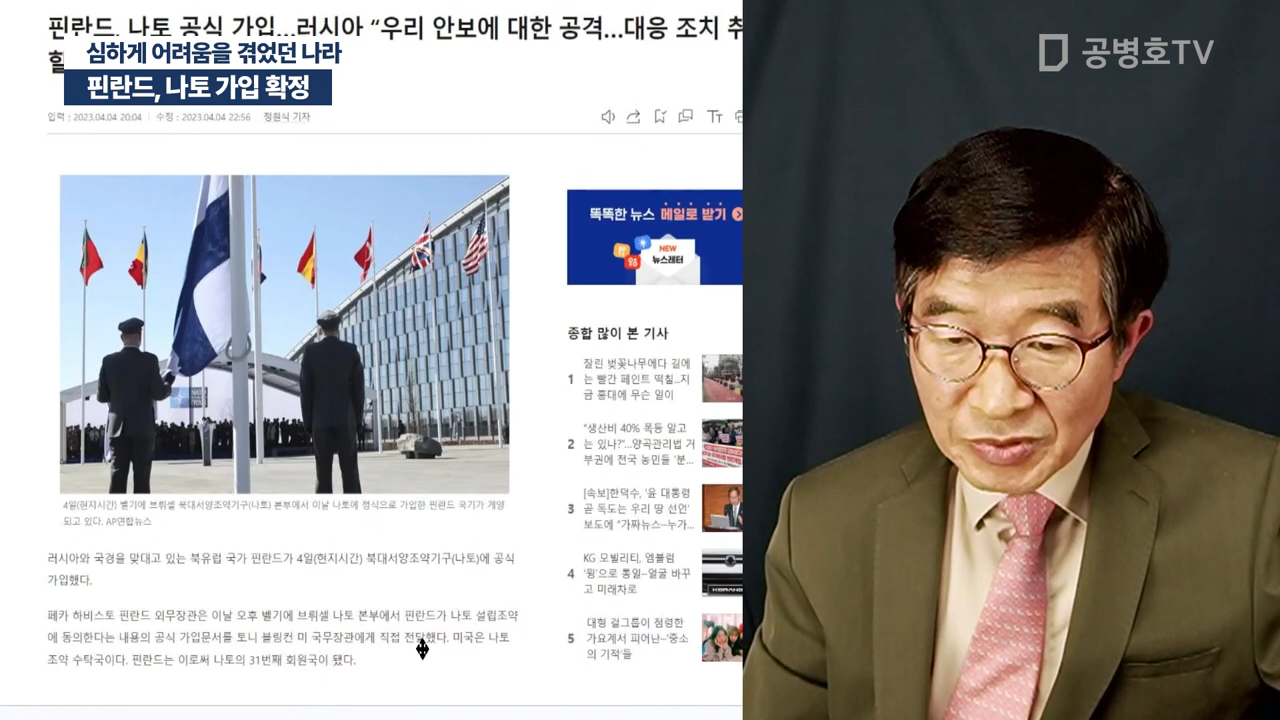 핀란드, 나토 공식 가입...러시아 “우리 안보에 대한 공격...대응 조치 취
할
심하게 어려움을 겪었던 나라
핀란드, 나토 가입 확정
공병호TV
입력 : 2023.04.04 20:04 수정 : 2023.04.04 22:56 정원식 기자
똑똑한 뉴스 메일로 받기
NEW
뉴스레터
4일(현지시간) 벨기에 브뤼셀 북대서양조약기구(나토) 본부에서 이날 나토에 정식으로 가입한 핀란드 국기가 게양
되고 있다. AP연합뉴스
러시아와 국경을 맞대고 있는 북유럽 국가 핀란드가 4일(현지시간) 북대서양조약기구(나토)에 공식
가입했다.
페카 하비스토 핀란드 외무장관은 이날 오후 벨기에 브뤼셀 나토 본부에서 핀란드가 나토 설립조약
에 동의한다는 내용의 공식 가입문서를 토니 블링컨 미 국무장관에게 직접 전달했다. 미국은 나토
조약 수탁국이다. 핀란드는 이로써 나토의 31번째 회원국이 됐다.
종합 많이 본 기사
1 잘린 벚꽃나무에다 길에
는 빨간 페인트 떡칠...지
금 홍대에 무슨 일이
2 "생산비 40% 폭등 알고
는 있나?"...양곡관리법 거
부권에 전국 농민들 ‘분...
3 [속보]한덕수, ‘윤 대통령
곧 독도는 우리 땅 선언’
보도에 “가짜뉴스...누가...
4 KG 모빌리티, 엠블럼
‘윙’으로 통일...얼굴 바꾸
고 미래차로
5 대형 걸그룹이 점령한
가요계서 피어난...‘중소
의 기적’들